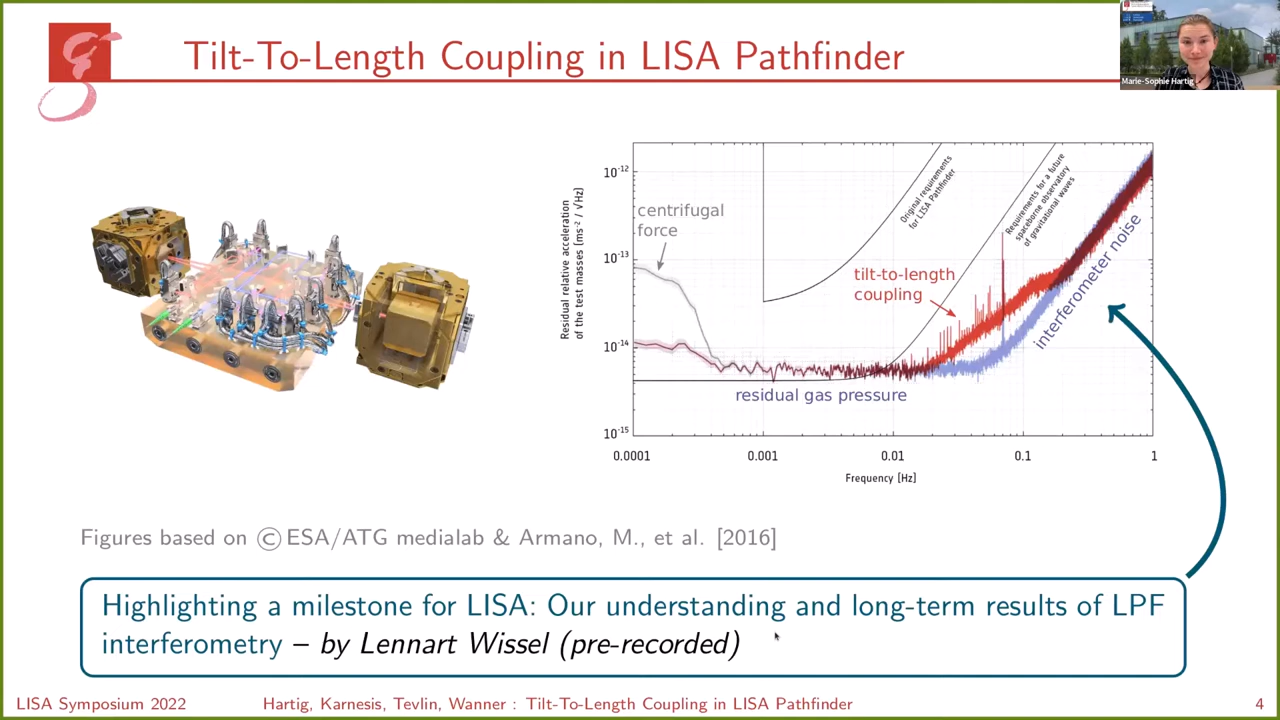 Tilt-To-Length Coupling in LISA Pathfinder
Marie-Sophie Hartig
Residual relative acceleration
of the test masses [ms⁻² / √Hz]
10⁻¹²
10⁻¹³
10⁻¹⁴
10⁻¹⁵
centrifugal
force
Original requirements
for LISA Pathfinder
Requirements for a future
spaceborne observatory
of gravitational waves
tilt-to-length
coupling
interferometer noise
residual gas pressure
0.0001
0.001
0.01
0.1
1
Frequency [Hz]
Figures based on © ESA/ATG medialab & Armano, M., et al. [2016]
Highlighting a milestone for LISA: Our understanding and long-term results of LPF
interferometry – by Lennart Wissel (pre-recorded)
LISA Symposium 2022
Hartig, Karnesis, Tevlin, Wanner : Tilt-To-Length Coupling in LISA Pathfinder
4